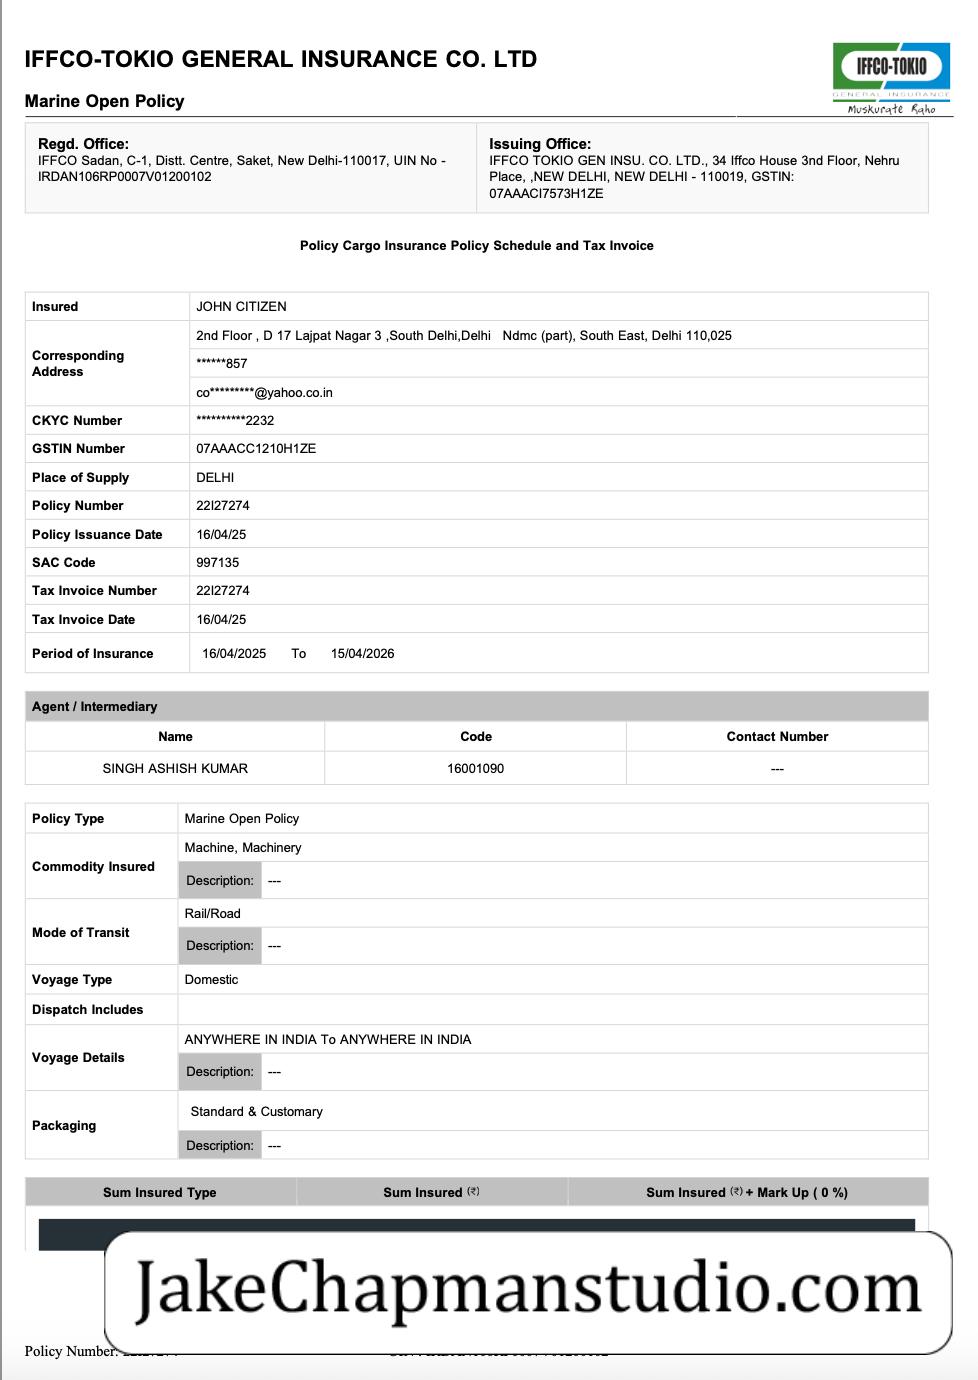 IFFCO-TOKIO GENERAL INSURANCE CO. LTD
IFFCO-TOKIO
GENERAL INSURANCE
Muskurate Raho
Marine Open Policy
Regd. Office:
IFFCO Sadan, C-1, Distt. Centre, Saket, New Delhi-110017, UIN No -
IRDAN106RP0007V01200102
Issuing Office:
IFFCO TOKIO GEN INSU. CO. LTD., 34 Iffco House 3nd Floor, Nehru
Place, ,NEW DELHI, NEW DELHI - 110019, GSTIN:
07AAACI7573H1ZE
Policy Cargo Insurance Policy Schedule and Tax Invoice
Insured JOHN CITIZEN
Corresponding Address 2nd Floor , D 17 Lajpat Nagar 3 ,South Delhi,Delhi Ndmc (part), South East, Delhi 110,025
******857
co*********@yahoo.co.in
CKYC Number **********2232
GSTIN Number 07AAACC1210H1ZE
Place of Supply DELHI
Policy Number 22I27274
Policy Issuance Date 16/04/25
SAC Code 997135
Tax Invoice Number 22I27274
Tax Invoice Date 16/04/25
Period of Insurance 16/04/2025 To 15/04/2026
Agent / Intermediary
Name Code Contact Number
SINGH ASHISH KUMAR 16001090 ---
Policy Type Marine Open Policy
Commodity Insured Machine, Machinery
Description: ---
Mode of Transit Rail/Road
Description: ---
Voyage Type Domestic
Dispatch Includes
Voyage Details ANYWHERE IN INDIA To ANYWHERE IN INDIA
Description: ---
Packaging Standard & Customary
Description: ---
Sum Insured Type Sum Insured (₹) Sum Insured (₹) + Mark Up ( 0 %)
JakeChapmanstudio.com
Policy Number: